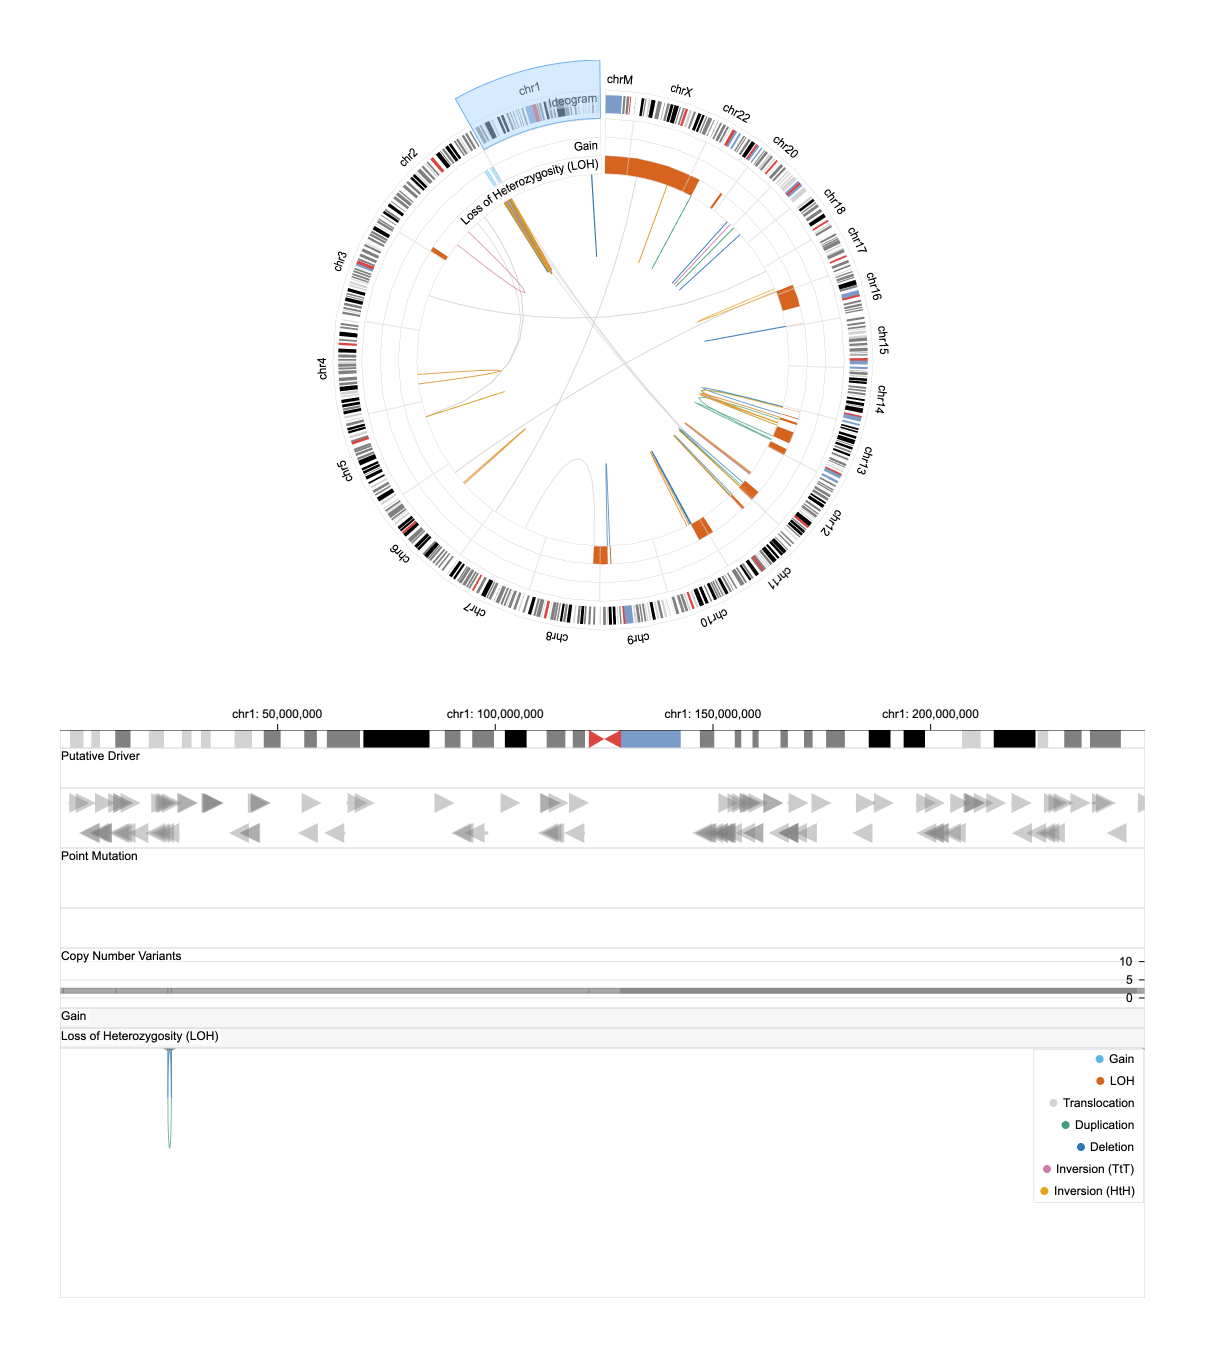 chr1
Ideogram
chrM
chrX
chr22
chr20
chr18
chr17
chr16
chr15
chr14
chr13
chr12
chr11
chr10
chr9
chr8
chr7
chr6
chr5
chr4
chr3
chr2
Gain
Loss of Heterozygosity (LOH)
chr1: 50,000,000
chr1: 100,000,000
chr1: 150,000,000
chr1: 200,000,000
Putative Driver
Point Mutation
Copy Number Variants
10
5
0
Gain
Loss of Heterozygosity (LOH)
Gain
LOH
Translocation
Duplication
Deletion
Inversion (TtT)
Inversion (HtH)